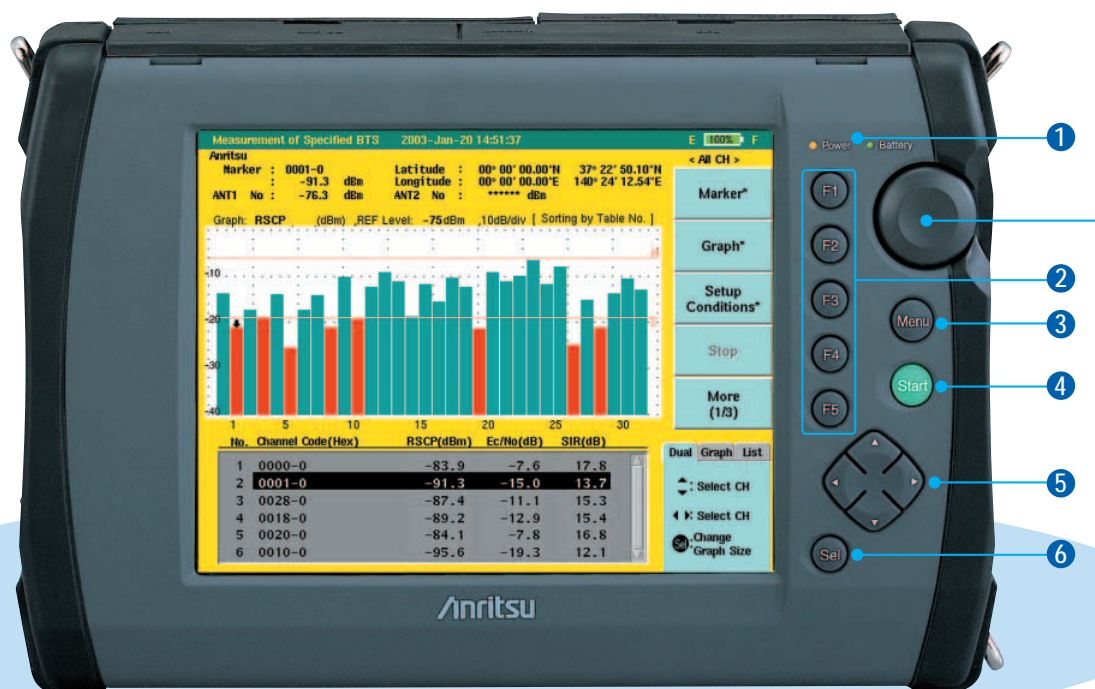 Measurement of Specified BTS 2003-Jan-20 14:51:37 E 100% F
Anritsu
< All CH >
Marker : 0001-0 Latitude : 00° 00' 00.00"N 37° 22' 50.10"N
: -91.3 dBm Longitude : 00° 00' 00.00"E 140° 24' 12.54"E
ANT1 No : -76.3 dBm ANT2 No : ****** dBm
Graph: RSCP (dBm) ,REF Level: -75dBm ,10dB/div [ Sorting by Table No. ]
-10
-20
-30
-40
1 5 10 15 20 25 30
No. Channel Code(Hex) RSCP(dBm) Ec/No(dB) SIR(dB)
1 0000-0 -83.9 -7.6 17.8
2 0001-0 -91.3 -15.0 13.7
3 0028-0 -87.4 -11.1 15.3
4 0018-0 -89.2 -12.9 15.4
5 0020-0 -84.1 -7.8 16.8
6 0010-0 -95.6 -19.3 12.1
Marker*
Graph*
Setup
Conditions*
Stop
More
(1/3)
Dual Graph List
: Select CH
: Select CH
Sel :Change
Graph Size
Anritsu
Power Battery
F1
F2
F3
F4
F5
Menu
Start
Sel
1
2
3
4
5
6